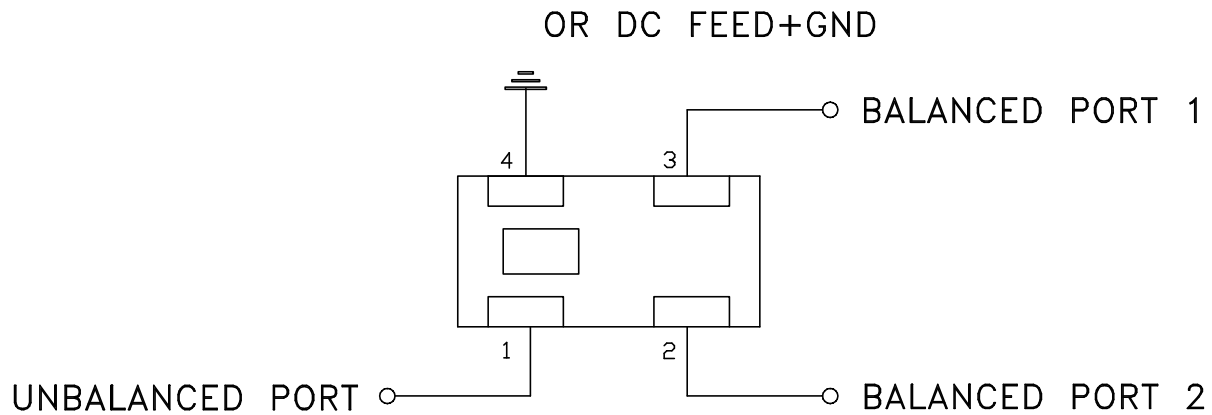 OR DC FEED+GND
BALANCED PORT 1
4
3
1
2
UNBALANCED PORT
BALANCED PORT 2